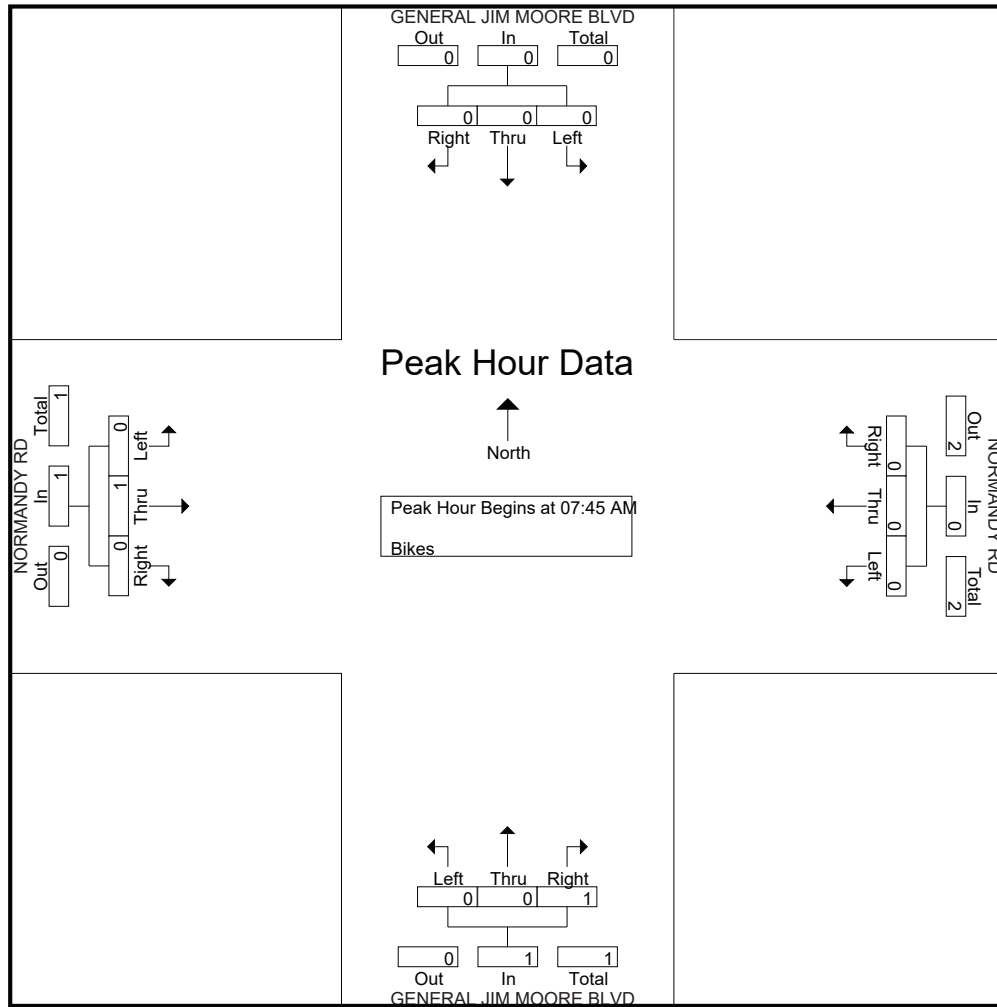 GENERAL JIM MOORE BLVD
Out In Total
0 0 0
0 0 0
Right Thru Left
Peak Hour Data
North
Peak Hour Begins at 07:45 AM
Bikes
NORMANDY RD
Out In Total
0 1 1
Right Thru Left
0 1 0
NORMANDY RD
Out In Total
2 0 2
Right Thru Left
0 0 0
Left Thru Right
0 0 1
0 1 1
Out In Total
GENERAL JIM MOORE BLVD